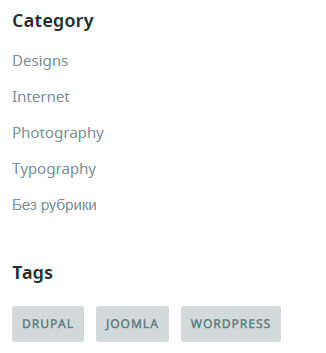 Category
Designs
Internet
Photography
Typography
Без рубрики
Tags
DRUPAL JOOMLA WORDPRESS